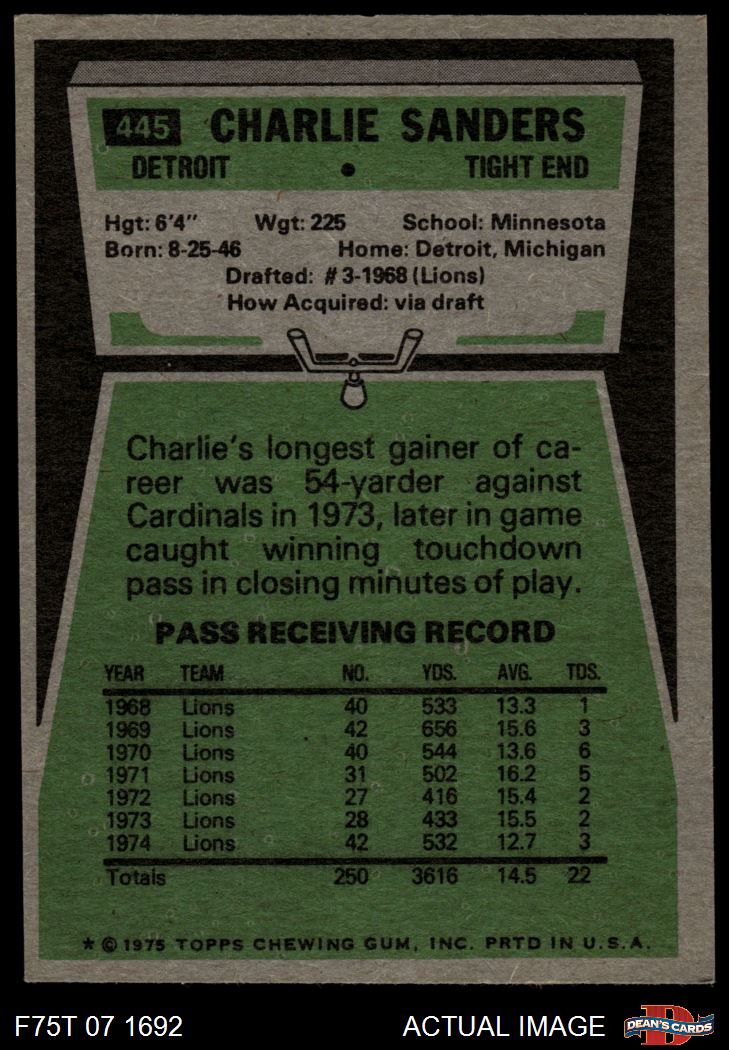 445 CHARLIE SANDERS
DETROIT • TIGHT END
Hgt: 6'4" Wgt: 225 School: Minnesota
Born: 8-25-46 Home: Detroit, Michigan
Drafted: #3-1968 (Lions)
How Acquired: via draft
Charlie's longest gainer of ca-
reer was 54-yarder against
Cardinals in 1973, later in game
caught winning touchdown
pass in closing minutes of play.
PASS RECEIVING RECORD
YEAR TEAM NO. YDS. AVG. TDS.
1968 Lions 40 533 13.3 1
1969 Lions 42 656 15.6 3
1970 Lions 40 544 13.6 6
1971 Lions 31 502 16.2 5
1972 Lions 27 416 15.4 2
1973 Lions 28 433 15.5 2
1974 Lions 42 532 12.7 3
Totals 250 3616 14.5 22
* © 1975 TOPPS CHEWING GUM, INC. PRTD IN U.S.A.
F75T 07 1692 ACTUAL IMAGE DEAN'S CARDS